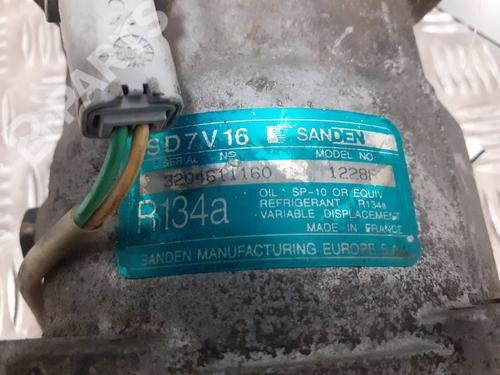 SD7V16 SANDEN
SERIAL NO. MODEL NO.
3204611160 1228
R134a
OIL : SP-10 OR EQUIV
REFRIGERANT R134a
VARIABLE DISPLACEMENT
MADE IN FRANCE
SANDEN MANUFACTURING EUROPE S.A.